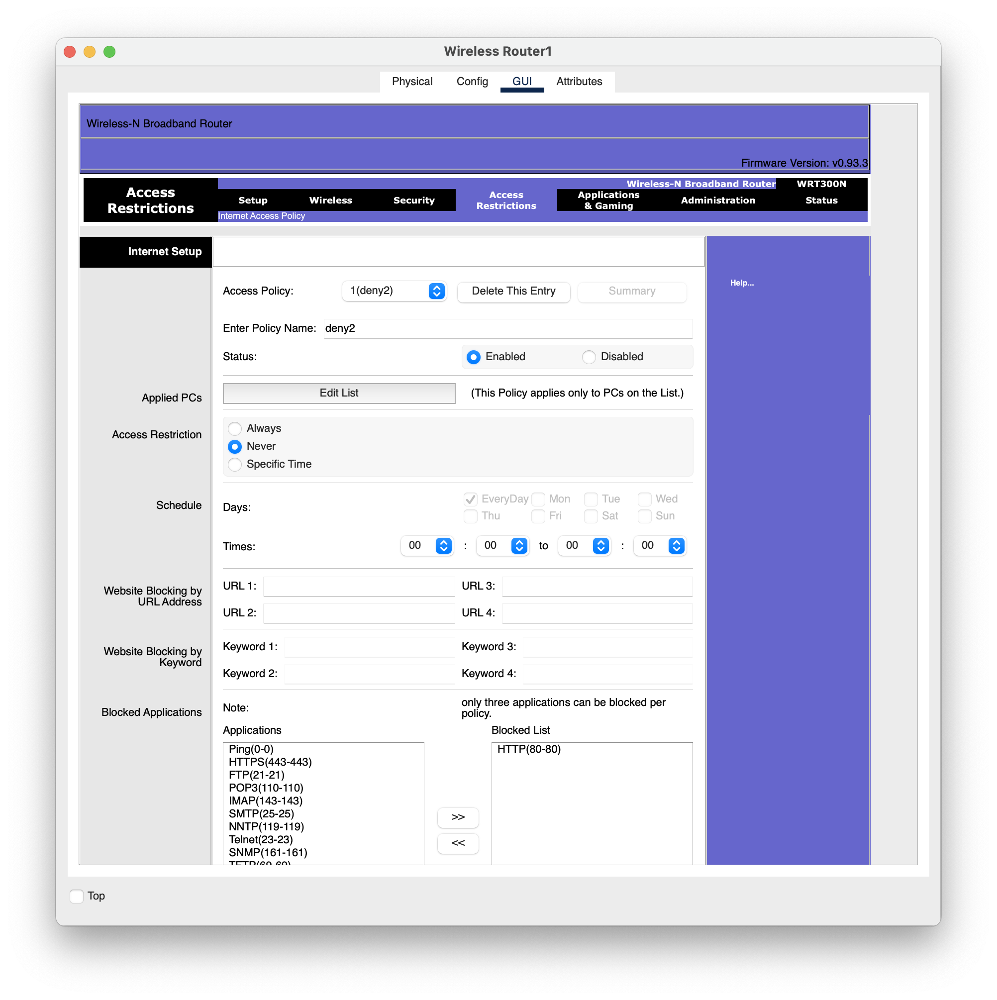 Wireless Router1
Physical Config GUI Attributes
Wireless-N Broadband Router
Firmware Version: v0.93.3
Access Restrictions
Wireless-N Broadband Router WRT300N
Setup Wireless Security Access Restrictions Applications & Gaming Administration Status
Internet Access Policy
Internet Setup
Help...
Access Policy: 1(deny2) Delete This Entry Summary
Enter Policy Name: deny2
Status: Enabled Disabled
Applied PCs
Edit List (This Policy applies only to PCs on the List.)
Access Restriction
Always
Never
Specific Time
Schedule
Days: EveryDay Mon Tue Wed
Thu Fri Sat Sun
Times: 00 : 00 to 00 : 00
Website Blocking by
URL Address
URL 1: URL 3:
URL 2: URL 4:
Website Blocking by
Keyword
Keyword 1: Keyword 3:
Keyword 2: Keyword 4:
Blocked Applications
Note: only three applications can be blocked per
policy.
Applications Blocked List
Ping(0-0) HTTP(80-80)
HTTPS(443-443)
FTP(21-21)
POP3(110-110)
IMAP(143-143)
SMTP(25-25)
>>
NNTP(119-119)
Telnet(23-23)
<<
SNMP(161-161)
TFTP(69-69)
Top